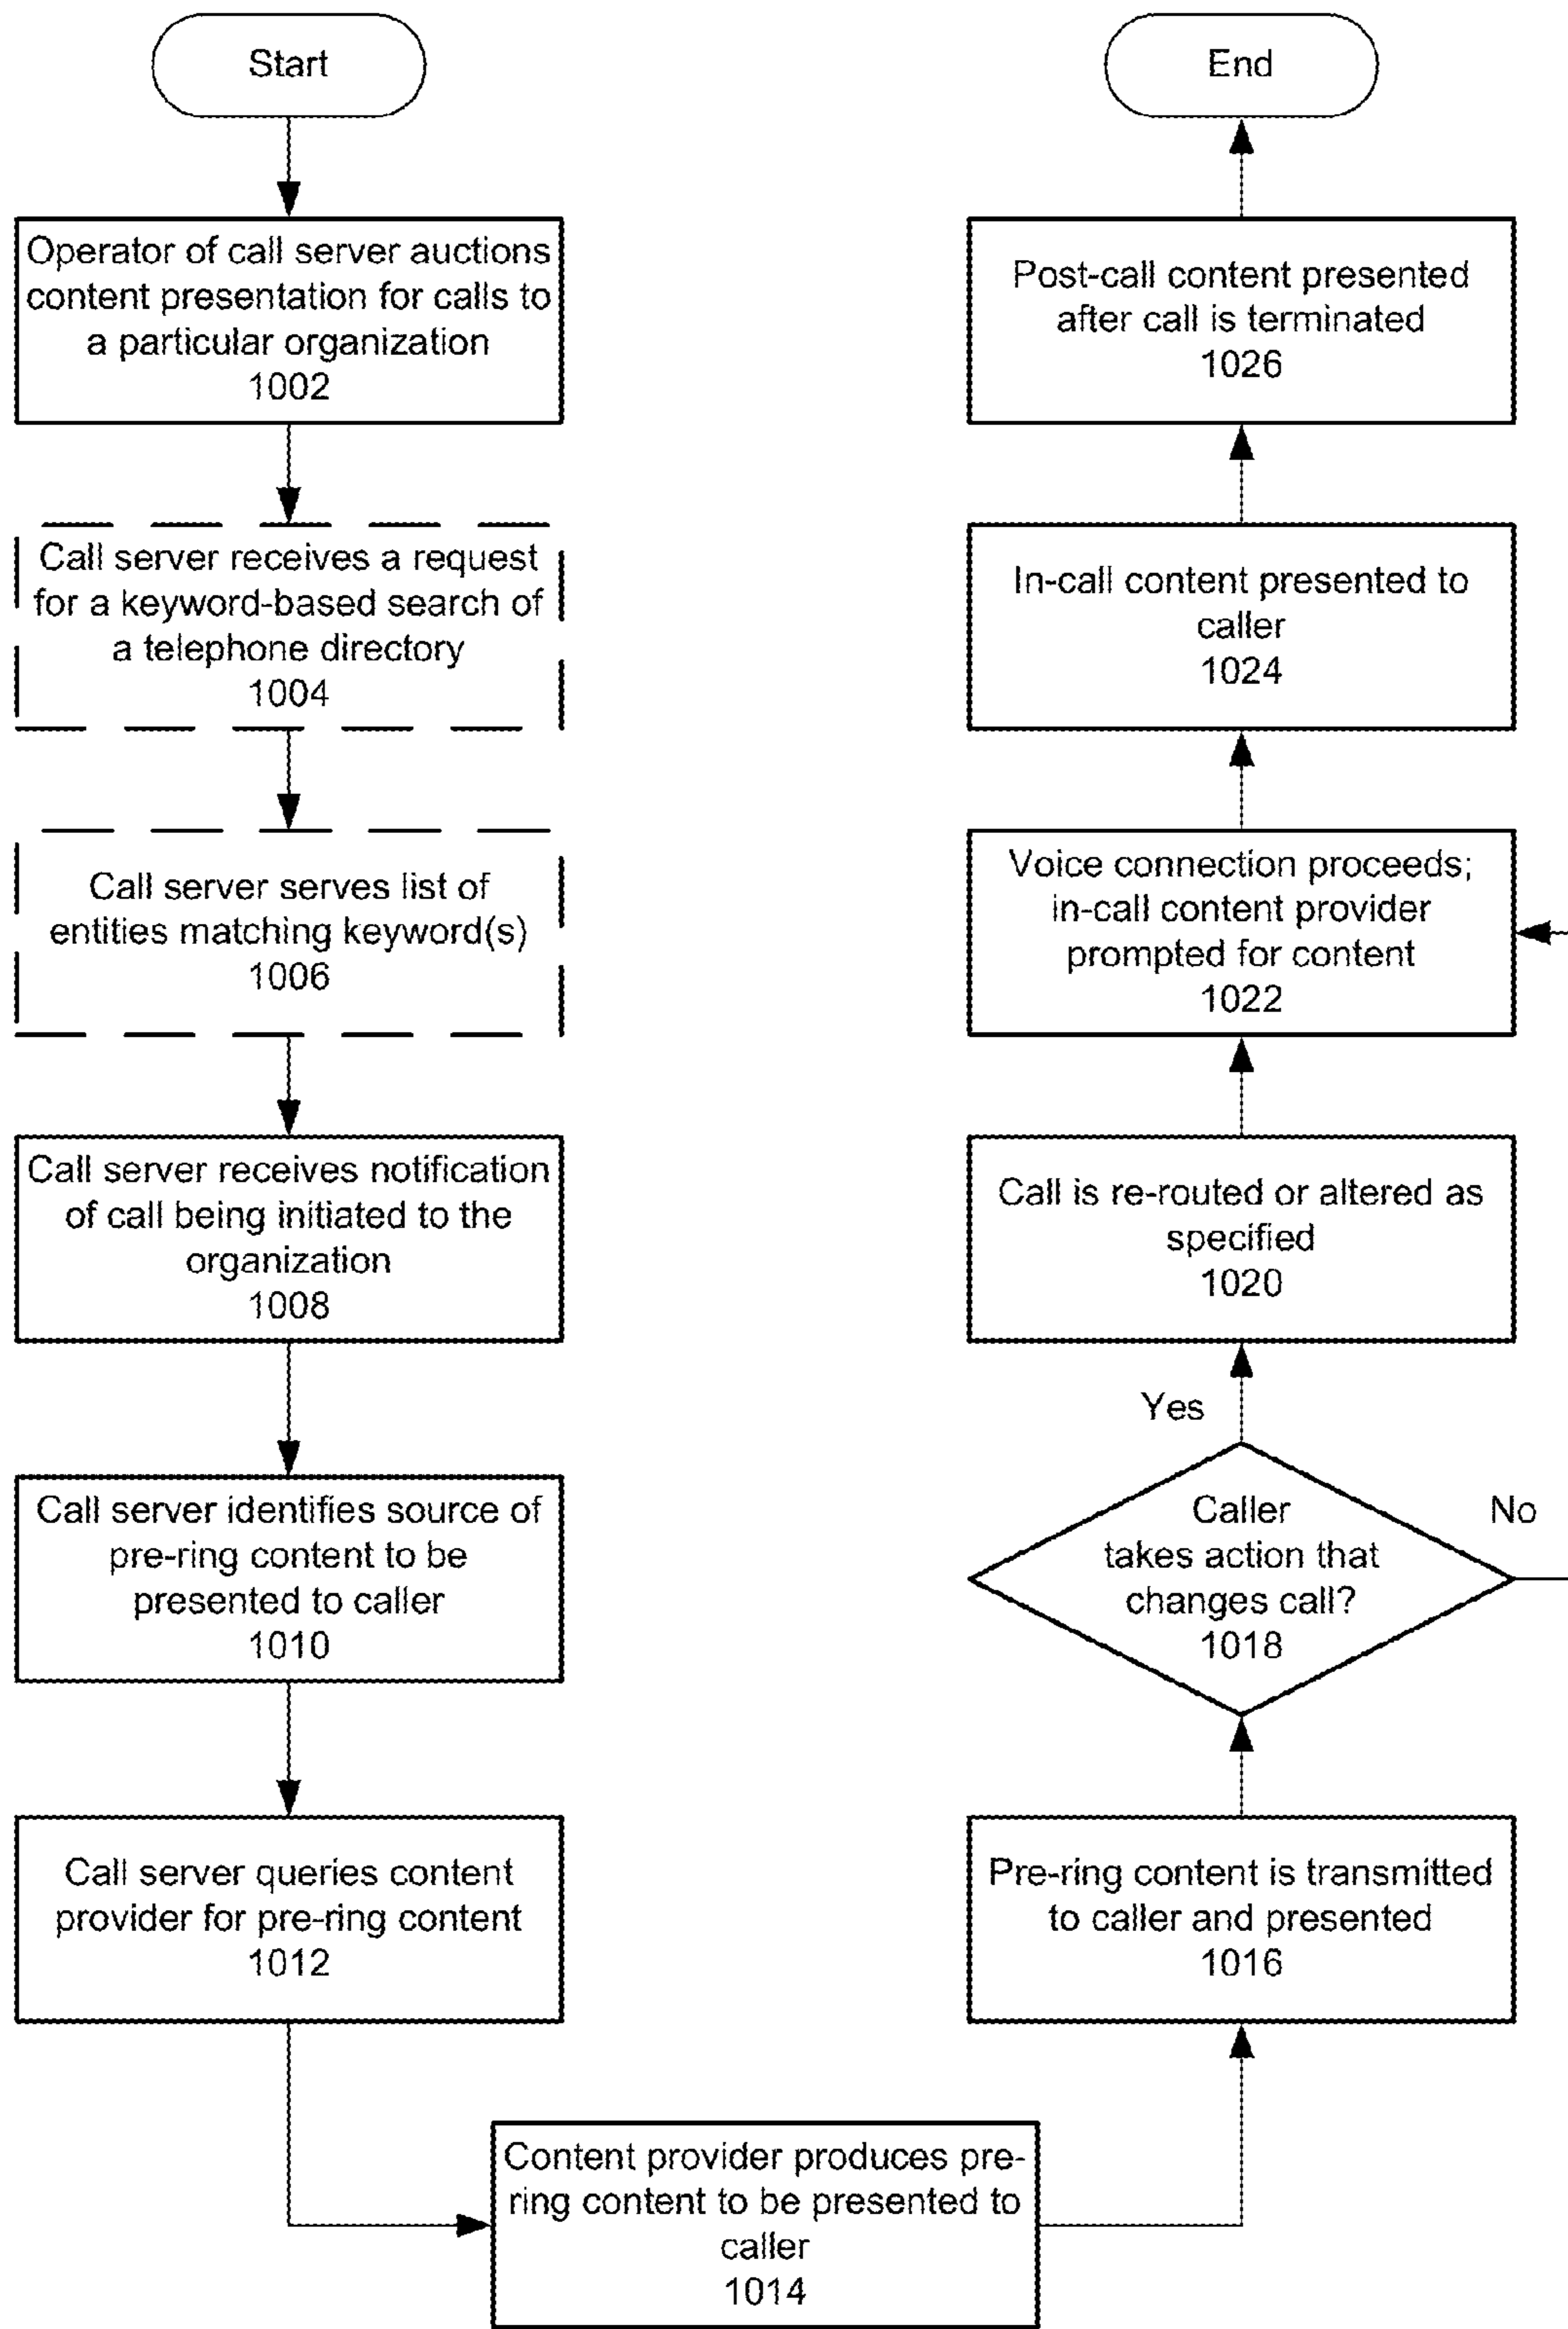 Start
Operator of call server auctions
content presentation for calls to
a particular organization
1002
Call server receives a request
for a keyword-based search of
a telephone directory
1004
Call server serves list of
entities matching keyword(s)
1006
Call server receives notification
of call being initiated to the
organization
1008
Call server identifies source of
pre-ring content to be
presented to caller
1010
Call server queries content
provider for pre-ring content
1012
Content provider produces pre-
ring content to be presented to
caller
1014
Pre-ring content is transmitted
to caller and presented
1016
Caller
takes action that
changes call?
1018
Yes
No
Call is re-routed or altered as
specified
1020
Voice connection proceeds;
in-call content provider
prompted for content
1022
In-call content presented to
caller
1024
Post-call content presented
after call is terminated
1026
End